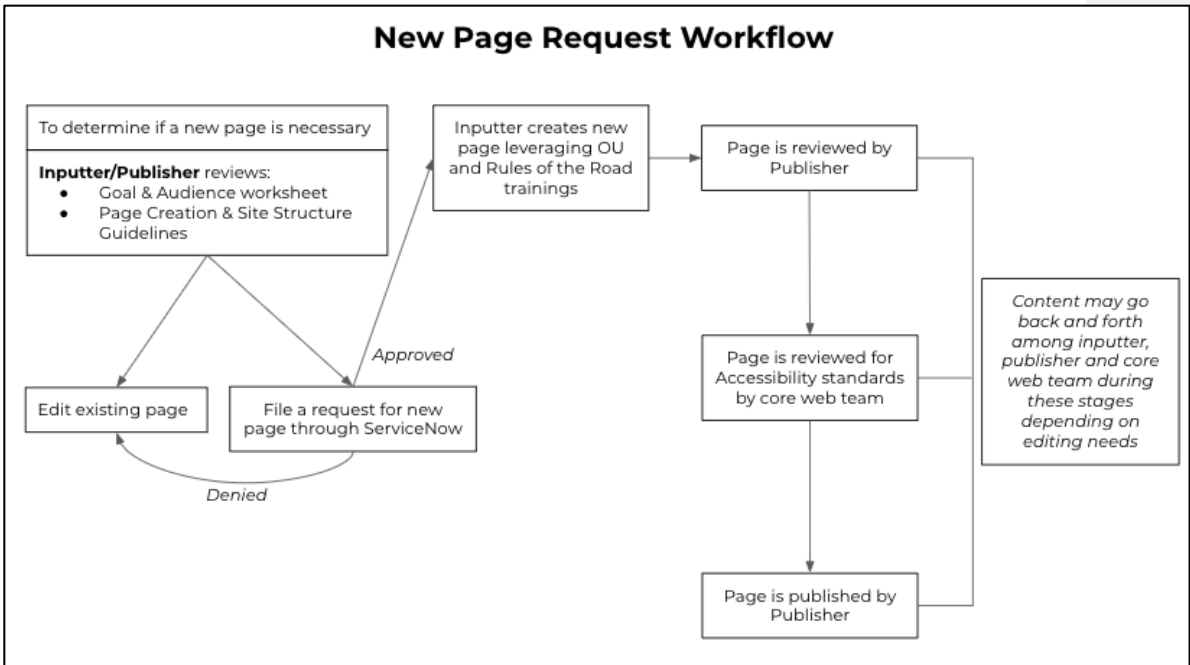 New Page Request Workflow
To determine if a new page is necessary
Inputter/Publisher reviews:
● Goal & Audience worksheet
● Page Creation & Site Structure
Guidelines
Edit existing page
File a request for new
page through ServiceNow
Approved
Denied
Inputter creates new
page leveraging OU
and Rules of the Road
trainings
Page is reviewed by
Publisher
Page is reviewed for
Accessibility standards
by core web team
Page is published by
Publisher
Content may go
back and forth
among inputter,
publisher and core
web team during
these stages
depending on
editing needs